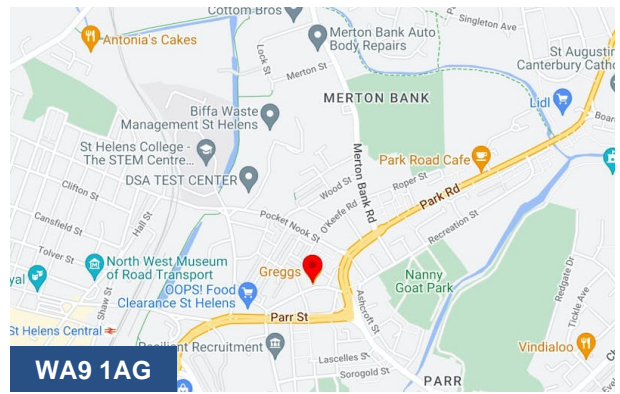 Cottom Bros
Singleton Ave
Antonia's Cakes
Merton Bank Auto
Body Repairs
Lock St
Merton St
St Augustin
Canterbury Catho
MERTON BANK
Lidl
Biffa Waste
Management St Helens
Boar
St Helens College -
The STEM Centre...
Merton Bank Rd
Park Road Cafe
DSA TEST CENTER
Wood St
Roper St
Clifton St
Park Rd
O'Keefe Rd
Pocket Nook St
Cansfield St
Hall St
Recreation St
Tolver St
North West Museum
of Road Transport
Greggs
Nanny
Goat Park
Redgate Dr
yal
OOPS! Food
Clearance St Helens
Shaw St
Ashcroft St
Tickle Ave
Parr St
St Helens Central
Resilient Recruitment
Vindialoo
Lascelles St
WA9 1AG
Sorogold St
PARR
Ever